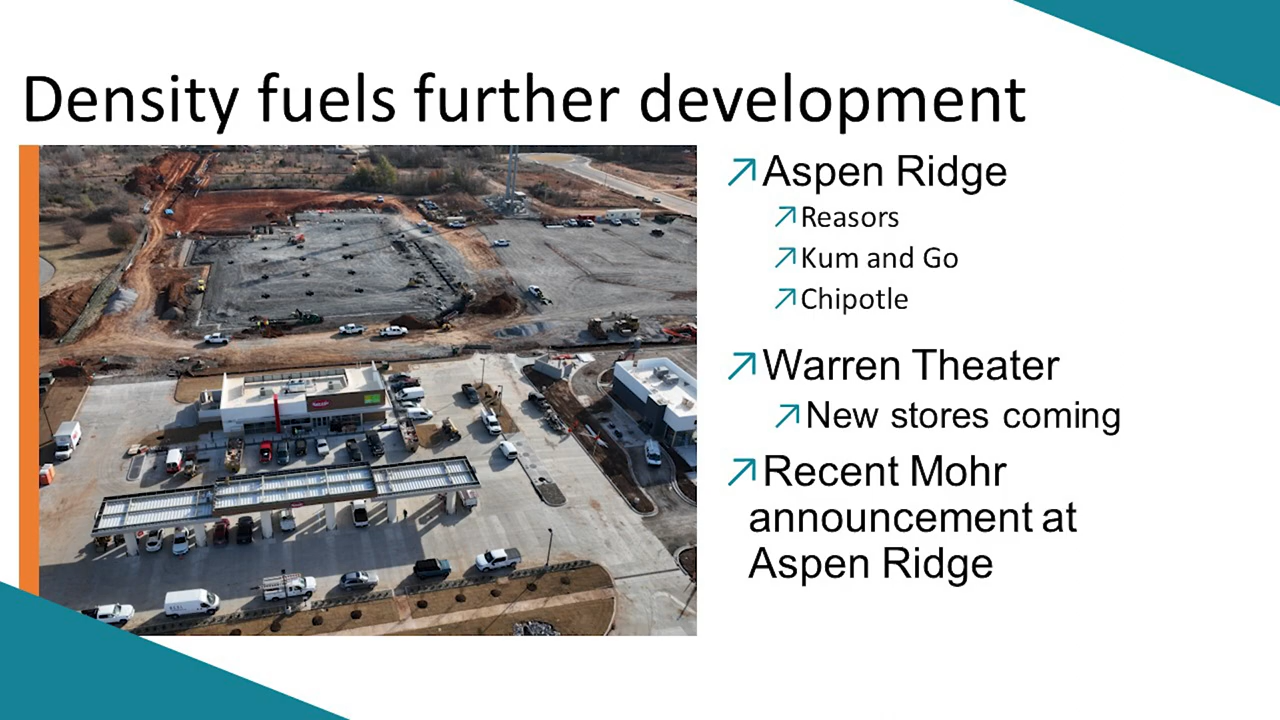 Density fuels further development
Aspen Ridge
Reasors
Kum and Go
Chipotle
Warren Theater
New stores coming
Recent Mohr
announcement at
Aspen Ridge